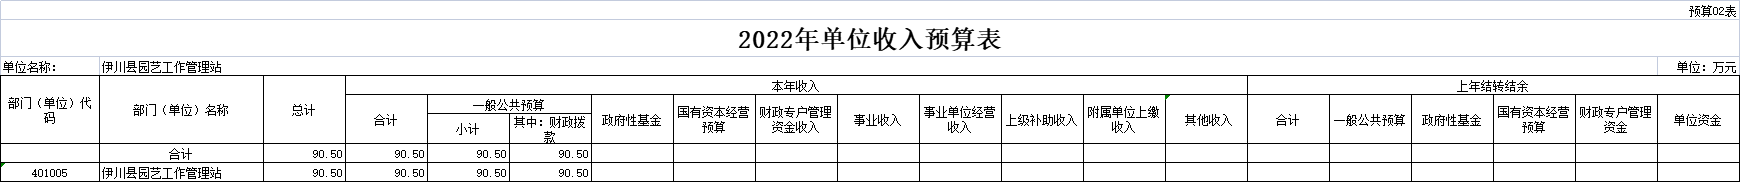 预算02表
2022年单位收入预算表
单位名称： 伊川县园艺工作管理站 单位：万元
部门（单位）代码 部门（单位）名称 总计 本年收入 上年结转结余
合计 一般公共预算 政府性基金 国有资本经营预算 财政专户管理资金收入 事业收入 事业单位经营收入 上级补助收入 附属单位上缴收入 其他收入 合计 一般公共预算 政府性基金 国有资本经营预算 财政专户管理资金 单位资金
小计 其中：财政拨款
合计 90.50 90.50 90.50 90.50
401005 伊川县园艺工作管理站 90.50 90.50 90.50 90.50